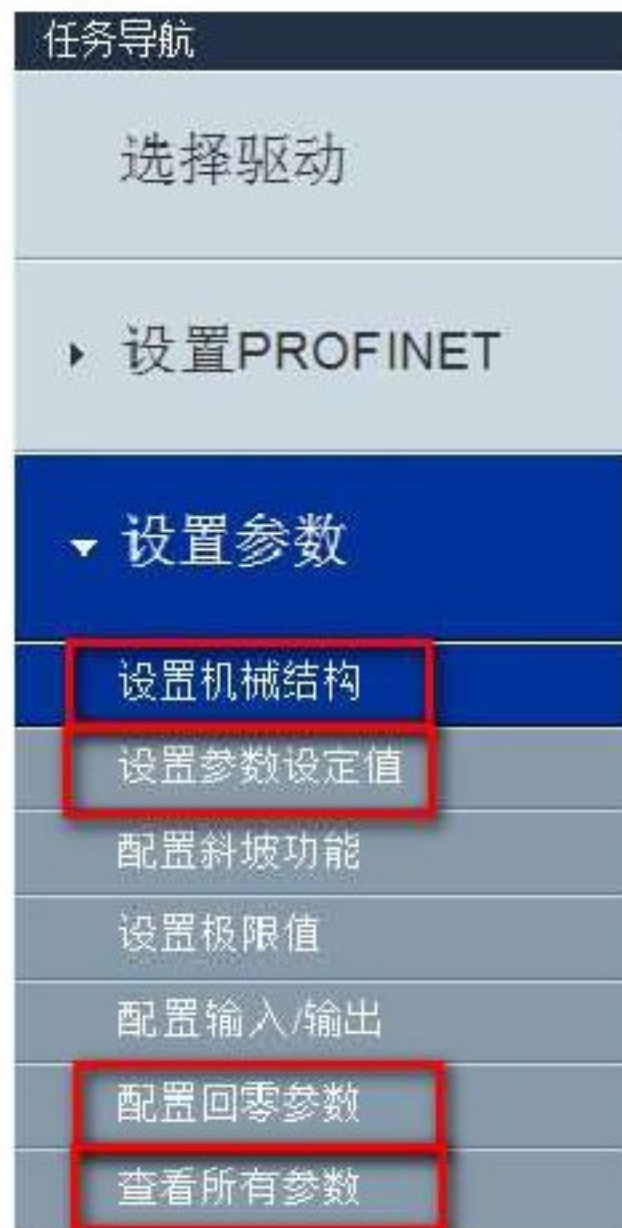 任务导航
选择驱动
设置PROFINET
设置参数
设置机械结构
设置参数设定值
配置斜坡功能
设置极限值
配置输入/输出
配置回零参数
查看所有参数